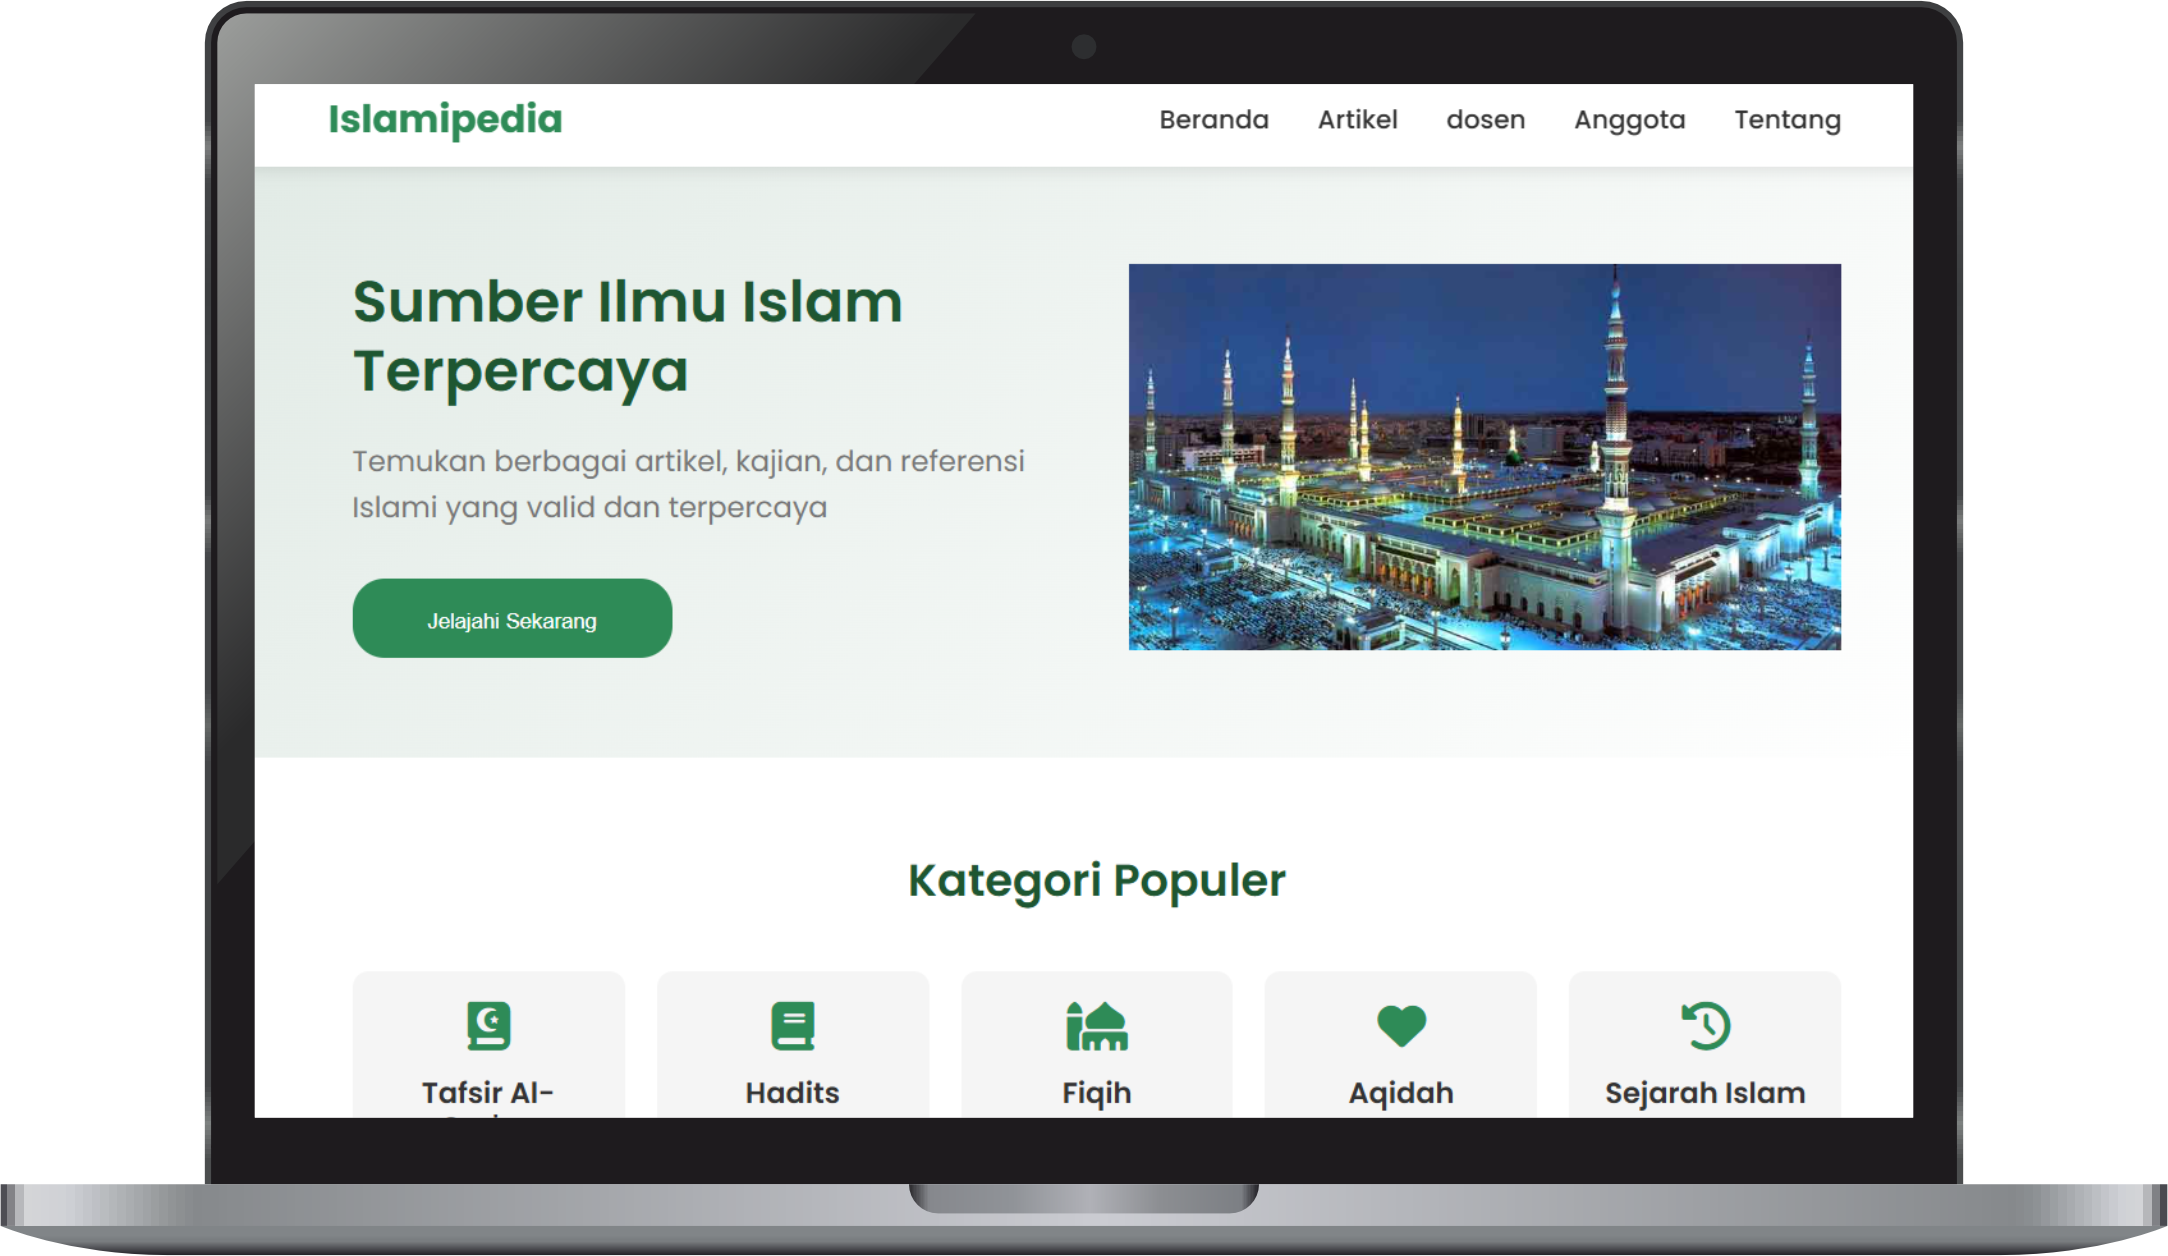 Islamipedia
Beranda Artikel dosen Anggota Tentang
Sumber Ilmu Islam
Terpercaya
Temukan berbagai artikel, kajian, dan referensi
Islami yang valid dan terpercaya
Jelajahi Sekarang
Kategori Populer
Tafsir Al-
Hadits
Fiqih
Aqidah
Sejarah Islam